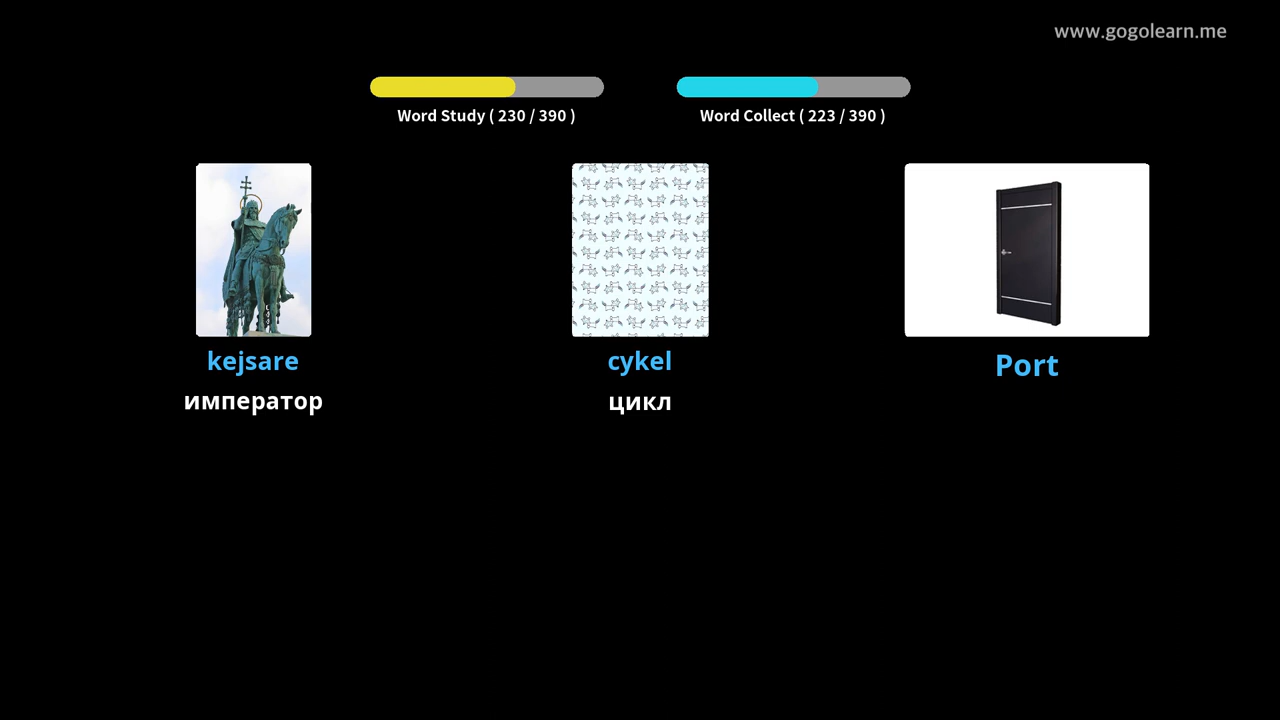 www.gogolearn.me
Word Study ( 230 / 390 )
Word Collect ( 223 / 390 )
kejsare
император
cykel
цикл
Port